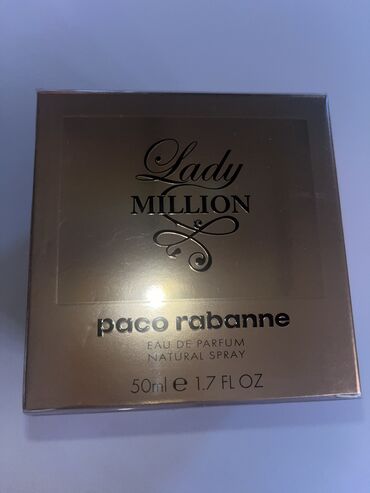 Lady
MILLION
paco rabanne
EAU DE PARFUM
NATURAL SPRAY
50ml e 1.7 FL OZ